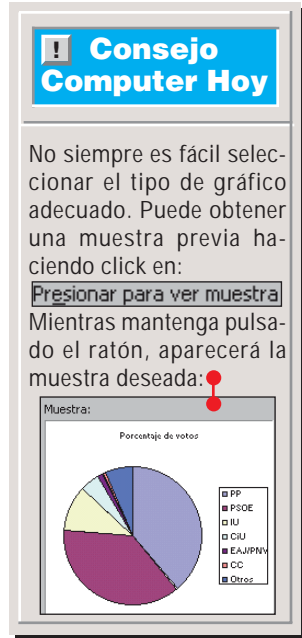 ! Consejo
Computer Hoy
No siempre es fácil selec-
cionar el tipo de gráfico
adecuado. Puede obtener
una muestra previa ha-
ciendo click en:
Presionar para ver muestra
Mientras mantenga pulsa-
do el ratón, aparecerá la
muestra deseada:
Muestra:
Porcentaje de votos
PP
PSOE
IU
CiU
EAJ/PNV
CC
Otros